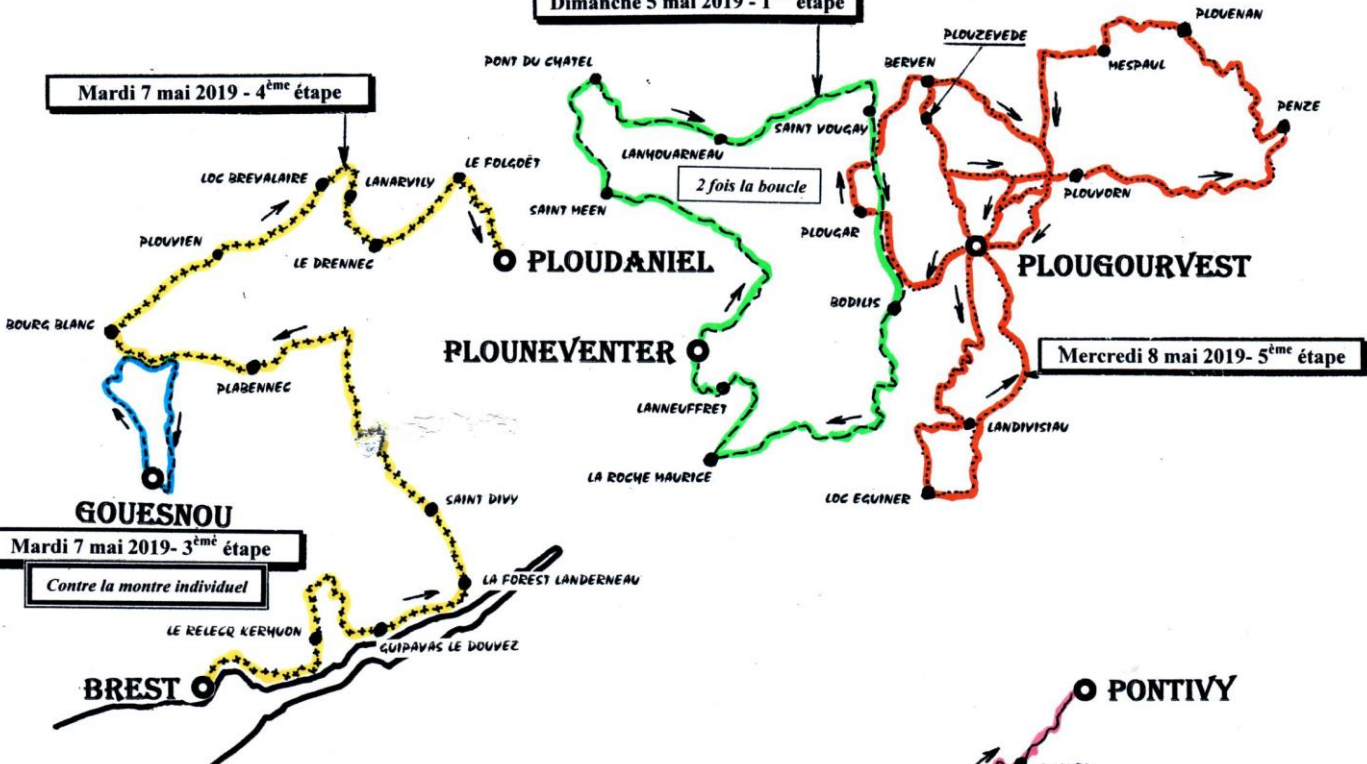 Dimanche 5 mai 2019 - 1ère étape
PLOUENAN
PLOUZEVEDE
PONT DU CHATEL
BERVEN
MESPAUL
Mardi 7 mai 2019 - 4ème étape
PENZE
SAINT VOUGAY
LANHOUARNEAU
LE FOLGOËT
LOC BREVALAIRE
LANARVILY
2 fois la boucle
PLOUVORN
SAINT MEEN
PLOUGAR
PLOUVIEN
LE DRENNEC
PLOUDANIEL
PLOUGOURVEST
BODILIS
BOURG BLANC
PLOUNEVENTER
Mercredi 8 mai 2019- 5ème étape
PLABENNEC
LANNEUFFRET
LANDIVISIAU
LA ROCHE MAURICE
LOC EGUINER
SAINT DIVY
GOUESNOU
Mardi 7 mai 2019- 3ème étape
Contre la montre individuel
LA FOREST LANDERNEAU
LE RELECQ KERHUON
GUIPAVAS LE DOUVEZ
BREST
PONTIVY